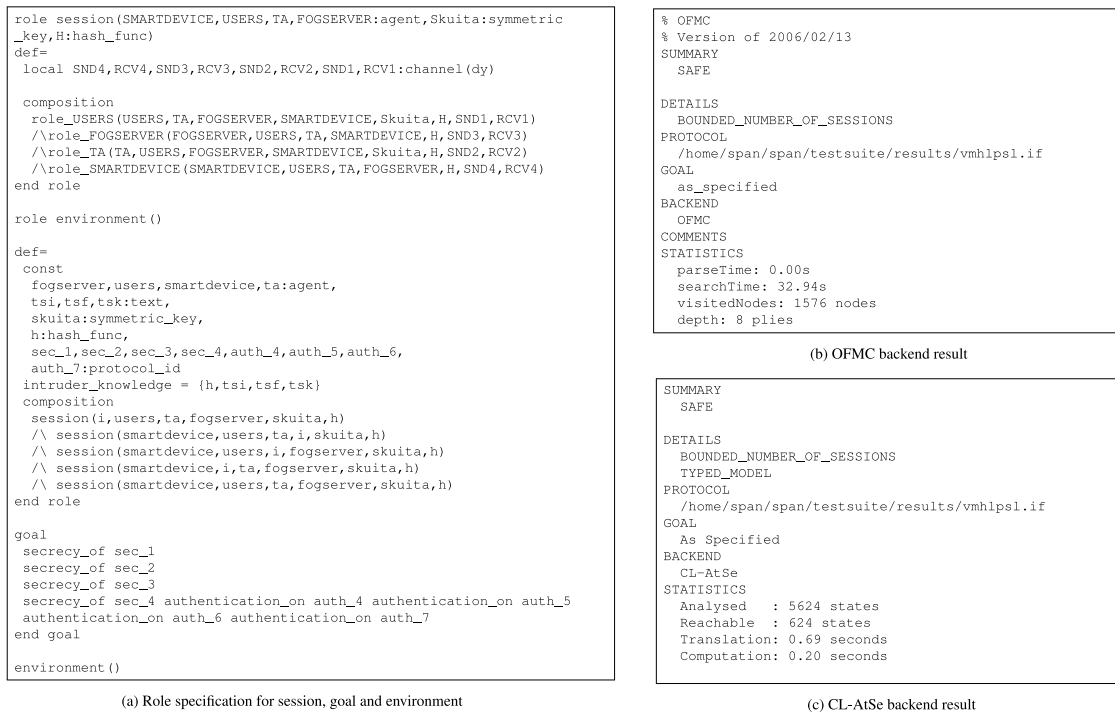 role session(SMARTDEVICE,USERS,TA,FOGSERVER:agent,Skuita:symmetric
_key,H:hash_func)
def=
local SND4,RCV4,SND3,RCV3,SND2,RCV2,SND1,RCV1:channel(dy)
composition
role_USERS(USERS,TA,FOGSERVER,SMARTDEVICE,Skuita,H,SND1,RCV1)
/\role_FOGSERVER(FOGSERVER,USERS,TA,SMARTDEVICE,H,SND3,RCV3)
/\role_TA(TA,USERS,FOGSERVER,SMARTDEVICE,Skuita,H,SND2,RCV2)
/\role_SMARTDEVICE(SMARTDEVICE,USERS,TA,FOGSERVER,H,SND4,RCV4)
end role
role environment()
def=
const
fogserver,users,smartdevice,ta:agent,
tsi,tsf,tsk:text,
skuita:symmetric_key,
h:hash_func,
sec_1,sec_2,sec_3,sec_4,auth_4,auth_5,auth_6,
auth_7:protocol_id
intruder_knowledge = {h,tsi,tsf,tsk}
composition
session(i,users,ta,fogserver,skuita,h)
/\ session(smartdevice,users,ta,i,skuita,h)
/\ session(smartdevice,users,i,fogserver,skuita,h)
/\ session(smartdevice,i,ta,fogserver,skuita,h)
/\ session(smartdevice,users,ta,fogserver,skuita,h)
end role
goal
secrecy_of sec_1
secrecy_of sec_2
secrecy_of sec_3
secrecy_of sec_4 authentication_on auth_4 authentication_on auth_5
authentication_on auth_6 authentication_on auth_7
end goal
environment()
(a) Role specification for session, goal and environment
% OFMC
% Version of 2006/02/13
SUMMARY
SAFE
DETAILS
BOUNDED_NUMBER_OF_SESSIONS
PROTOCOL
/home/span/span/testsuite/results/vmhlpsl.if
GOAL
as_specified
BACKEND
OFMC
COMMENTS
STATISTICS
parseTime: 0.00s
searchTime: 32.94s
visitedNodes: 1576 nodes
depth: 8 plies
(b) OFMC backend result
SUMMARY
SAFE
DETAILS
BOUNDED_NUMBER_OF_SESSIONS
TYPED_MODEL
PROTOCOL
/home/span/span/testsuite/results/vmhlpsl.if
GOAL
As Specified
BACKEND
CL-AtSe
STATISTICS
Analysed : 5624 states
Reachable : 624 states
Translation: 0.69 seconds
Computation: 0.20 seconds
(c) CL-AtSe backend result